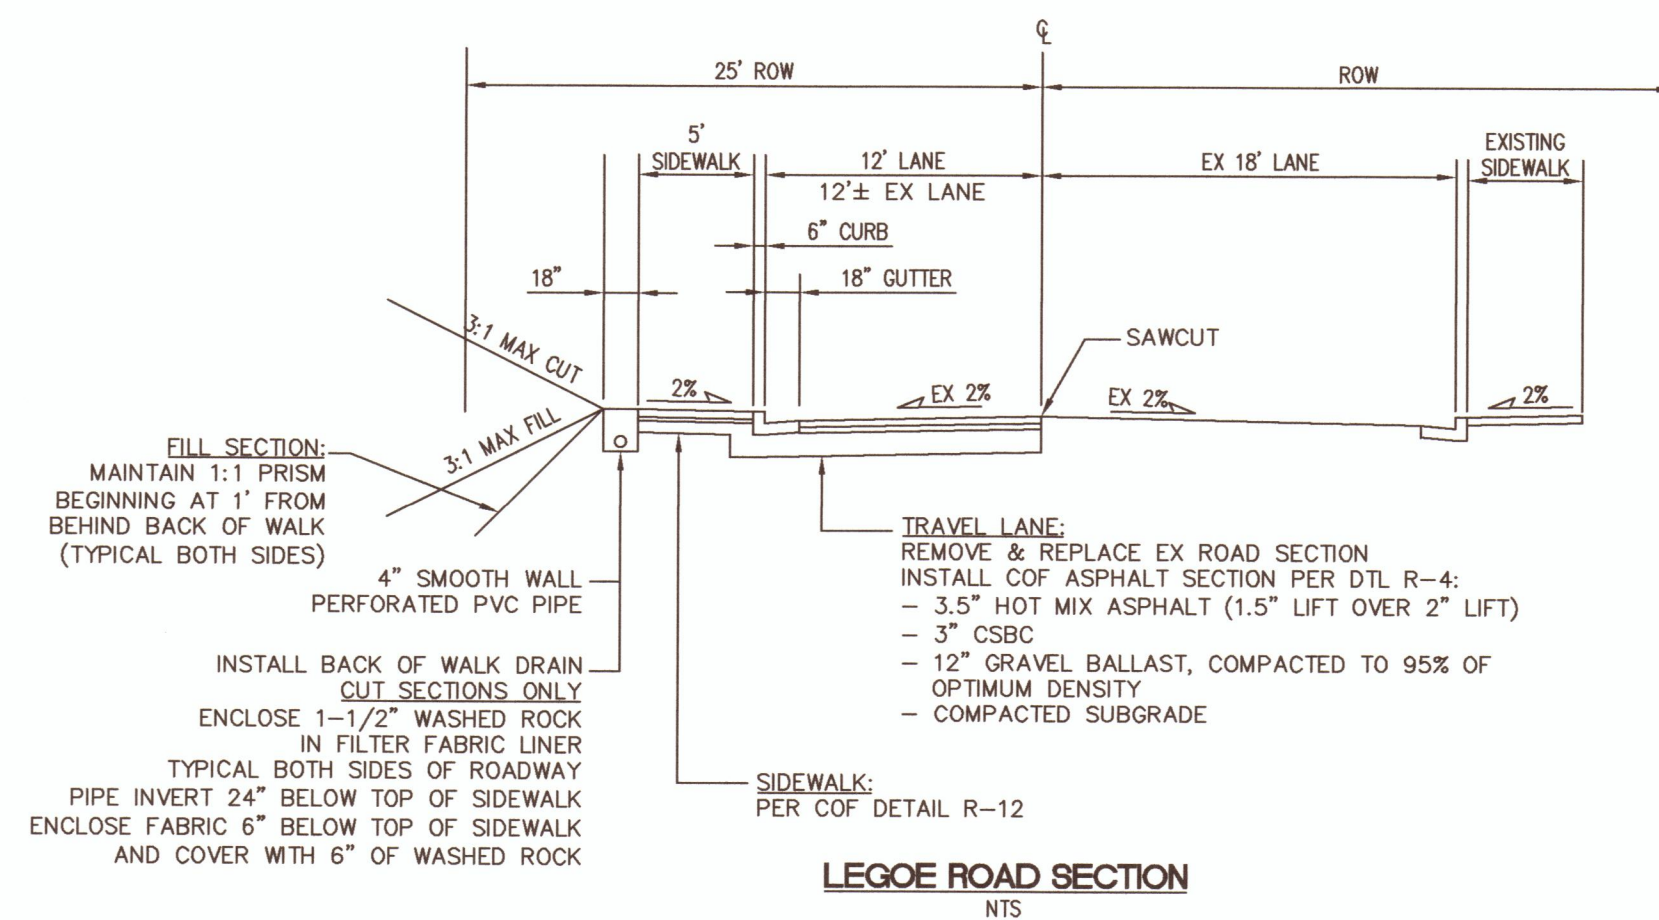 ℄
25' ROW
ROW
5'
SIDEWALK
12' LANE
12'± EX LANE
EX 18' LANE
EXISTING
SIDEWALK
6" CURB
18"
18" GUTTER
3:1 MAX CUT
SAWCUT
2%
EX 2%
EX 2%
2%
3:1 MAX FILL
FILL SECTION:
MAINTAIN 1:1 PRISM
BEGINNING AT 1' FROM
BEHIND BACK OF WALK
(TYPICAL BOTH SIDES)
4" SMOOTH WALL
PERFORATED PVC PIPE
INSTALL BACK OF WALK DRAIN
CUT SECTIONS ONLY
ENCLOSE 1-1/2" WASHED ROCK
IN FILTER FABRIC LINER
TYPICAL BOTH SIDES OF ROADWAY
PIPE INVERT 24" BELOW TOP OF SIDEWALK
ENCLOSE FABRIC 6" BELOW TOP OF SIDEWALK
AND COVER WITH 6" OF WASHED ROCK
TRAVEL LANE:
REMOVE & REPLACE EX ROAD SECTION
INSTALL COF ASPHALT SECTION PER DTL R-4:
- 3.5" HOT MIX ASPHALT (1.5" LIFT OVER 2" LIFT)
- 3" CSBC
- 12" GRAVEL BALLAST, COMPACTED TO 95% OF
OPTIMUM DENSITY
- COMPACTED SUBGRADE
SIDEWALK:
PER COF DETAIL R-12
LEGOE ROAD SECTION
NTS